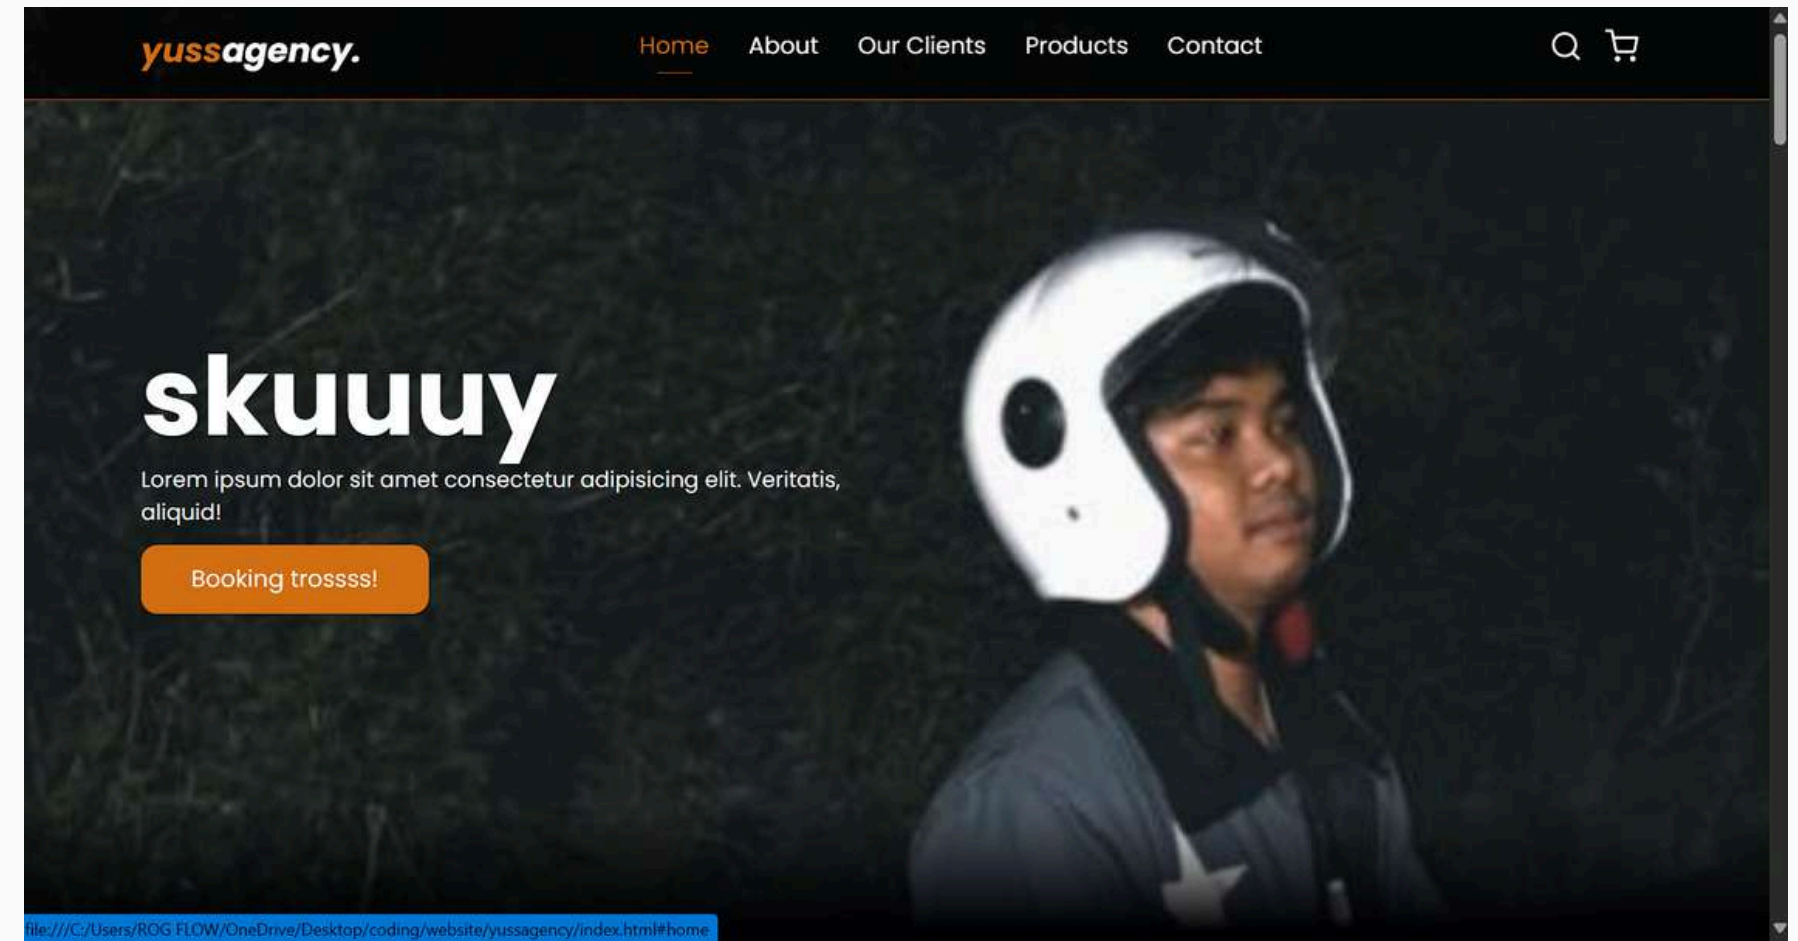 yussagency.
Home About Our Clients Products Contact
skuuuy
Lorem ipsum dolor sit amet consectetur adipisicing elit. Veritatis,
aliquid!
Booking trossss!
file:///C:/Users/ROG FLOW/OneDrive/Desktop/coding/website/yussagency/index.html#home